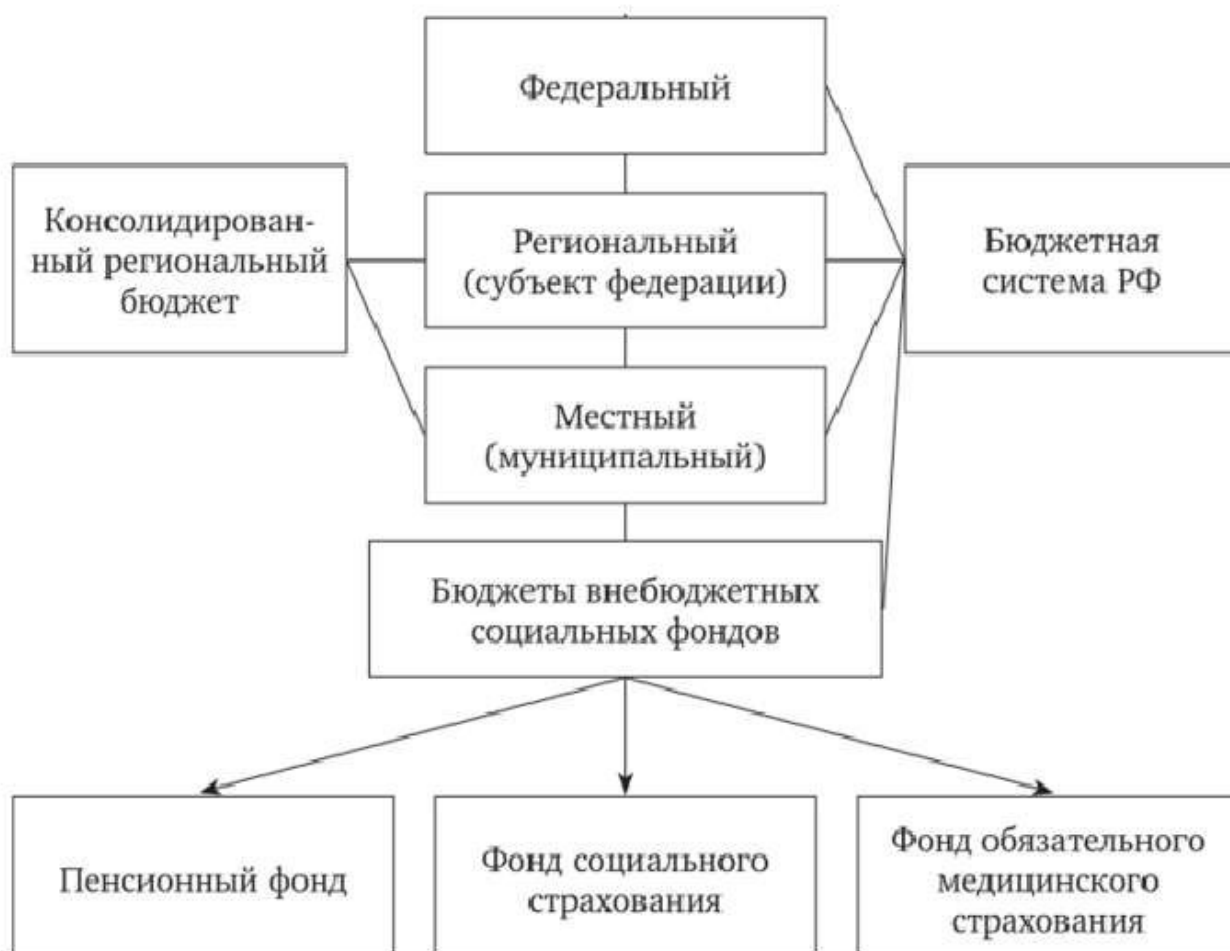 Федеральный
Консолидирован-
ный региональный
бюджет
Региональный
(субъект федерации)
Бюджетная
система РФ
Местный
(муниципальный)
Бюджеты внебюджетных
социальных фондов
Пенсионный фонд
Фонд социального
страхования
Фонд обязательного
медицинского
страхования